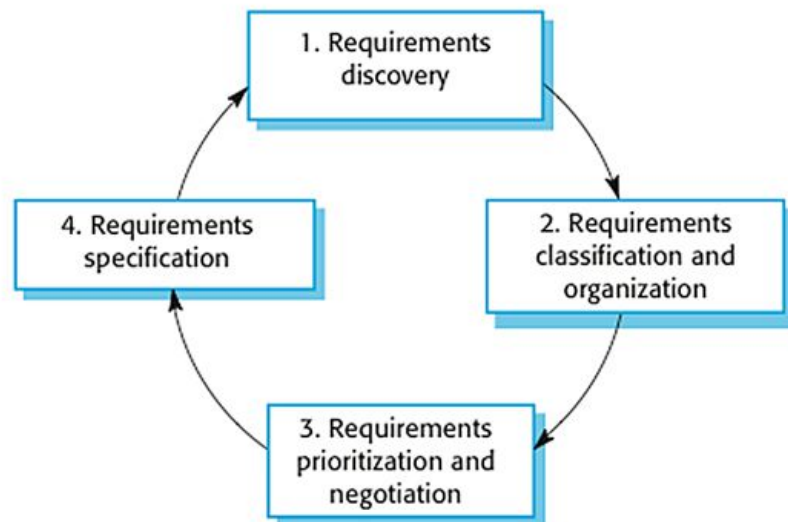 1. Requirements
discovery
2. Requirements
classification and
organization
3. Requirements
prioritization and
negotiation
4. Requirements
specification